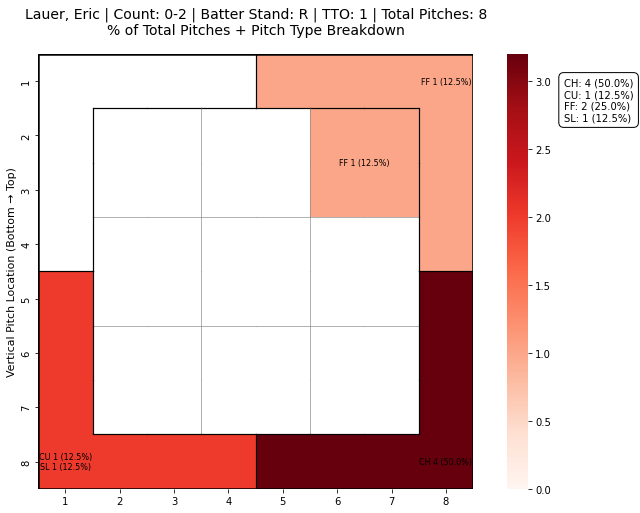 Lauer, Eric | Count: 0-2 | Batter Stand: R | TTO: 1 | Total Pitches: 8
% of Total Pitches + Pitch Type Breakdown
Vertical Pitch Location (Bottom → Top)
1
2
3
4
5
6
7
8
FF 1 (12.5%)
FF 1 (12.5%)
CU 1 (12.5%)
SL 1 (12.5%)
CH 4 (50.0%)
1 2 3 4 5 6 7 8
3.0
2.5
2.0
1.5
1.0
0.5
0.0
CH: 4 (50.0%)
CU: 1 (12.5%)
FF: 2 (25.0%)
SL: 1 (12.5%)